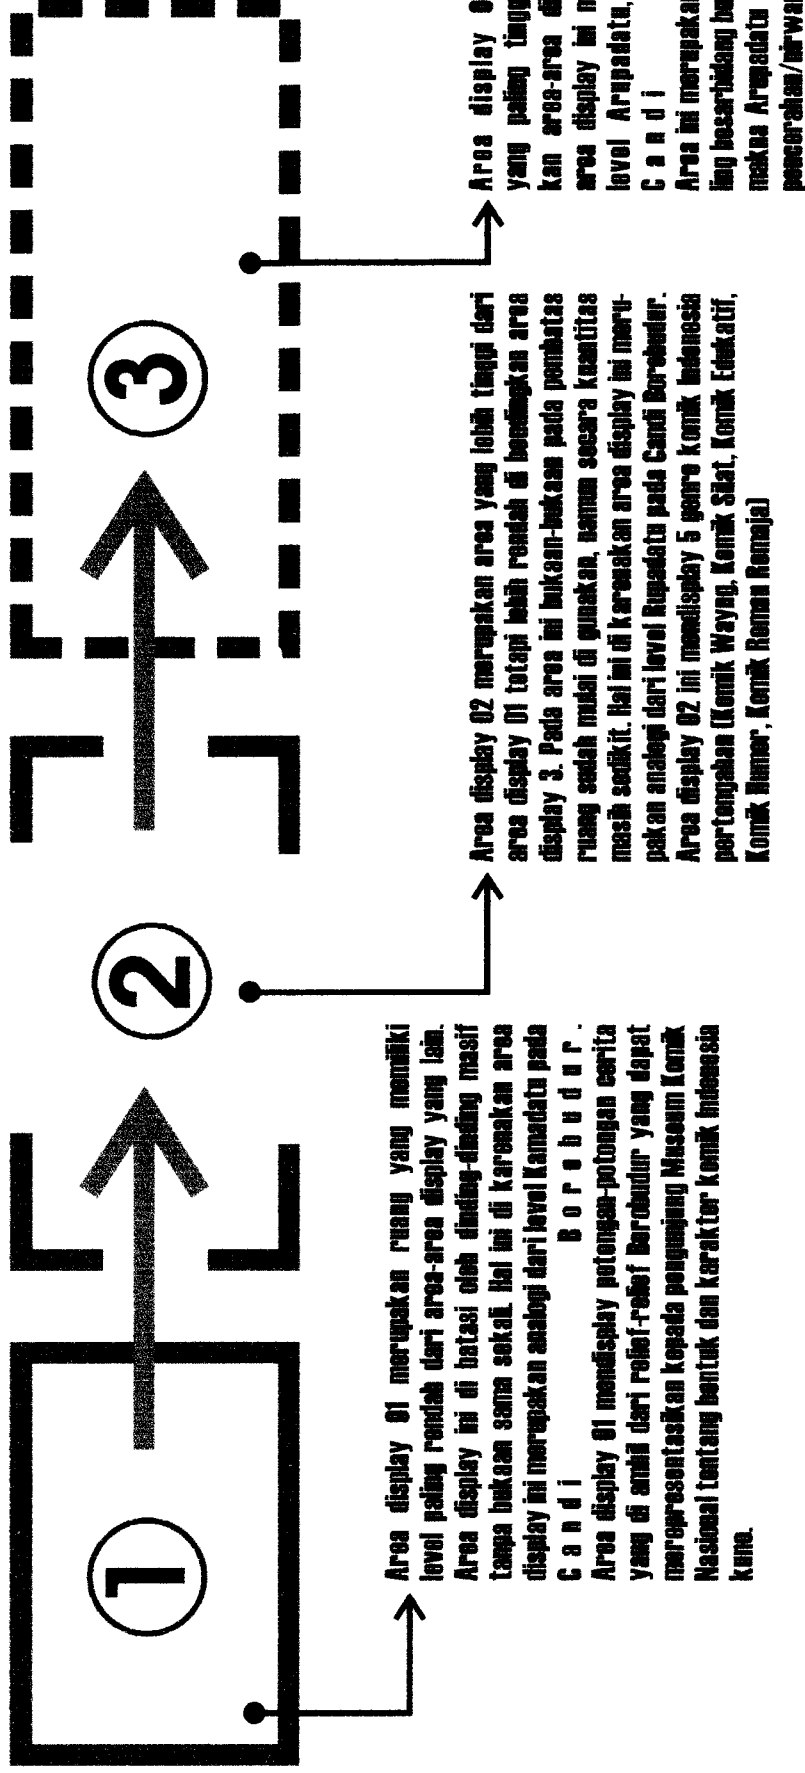 1
Area display 01 merupakan ruang yang memiliki
level paling rendah dari area-area display yang lain.
Area display ini di batasi oleh dinding-dinding masif
tanpa bukaan sama sekali. Hal ini di karenakan area
display ini merupakan analogi dari level Kamadatu pada
Candi Borobudur.
Area display 01 mendisplay potongan-potongan cerita
yang di ambil dari relief-relief Borobudur yang dapat
merepresentasikan kepada pengunjung Museum Komik
Nasional tentang bentuk dan karakter Komik Indonesia
kuno.
2
Area display 02 merupakan area yang lebih tinggi dari
area display 01 tetapi lebih rendah di bandingkan area
display 3. Pada area ini bukaan-bukaan pada pembatas
ruang sudah mulai di gunakan, namun secara kuantitas
masih sedikit. Hal ini di karenakan area display ini meru-
pakan analogi dari level Rupadatu pada Candi Borobudur.
Area display 02 ini mendisplay 5 genre Komik Indonesia
pertengahan (Komik Wayng, Komik Silat, Komik Edukatif,
Komik Humor, Komik Roman Remaja)
3
Area display
yang paling
kan area-area
area display ini
level Arupadatu,
Candi
Area ini merupakan
ling besarbidang
makna Arupadatu